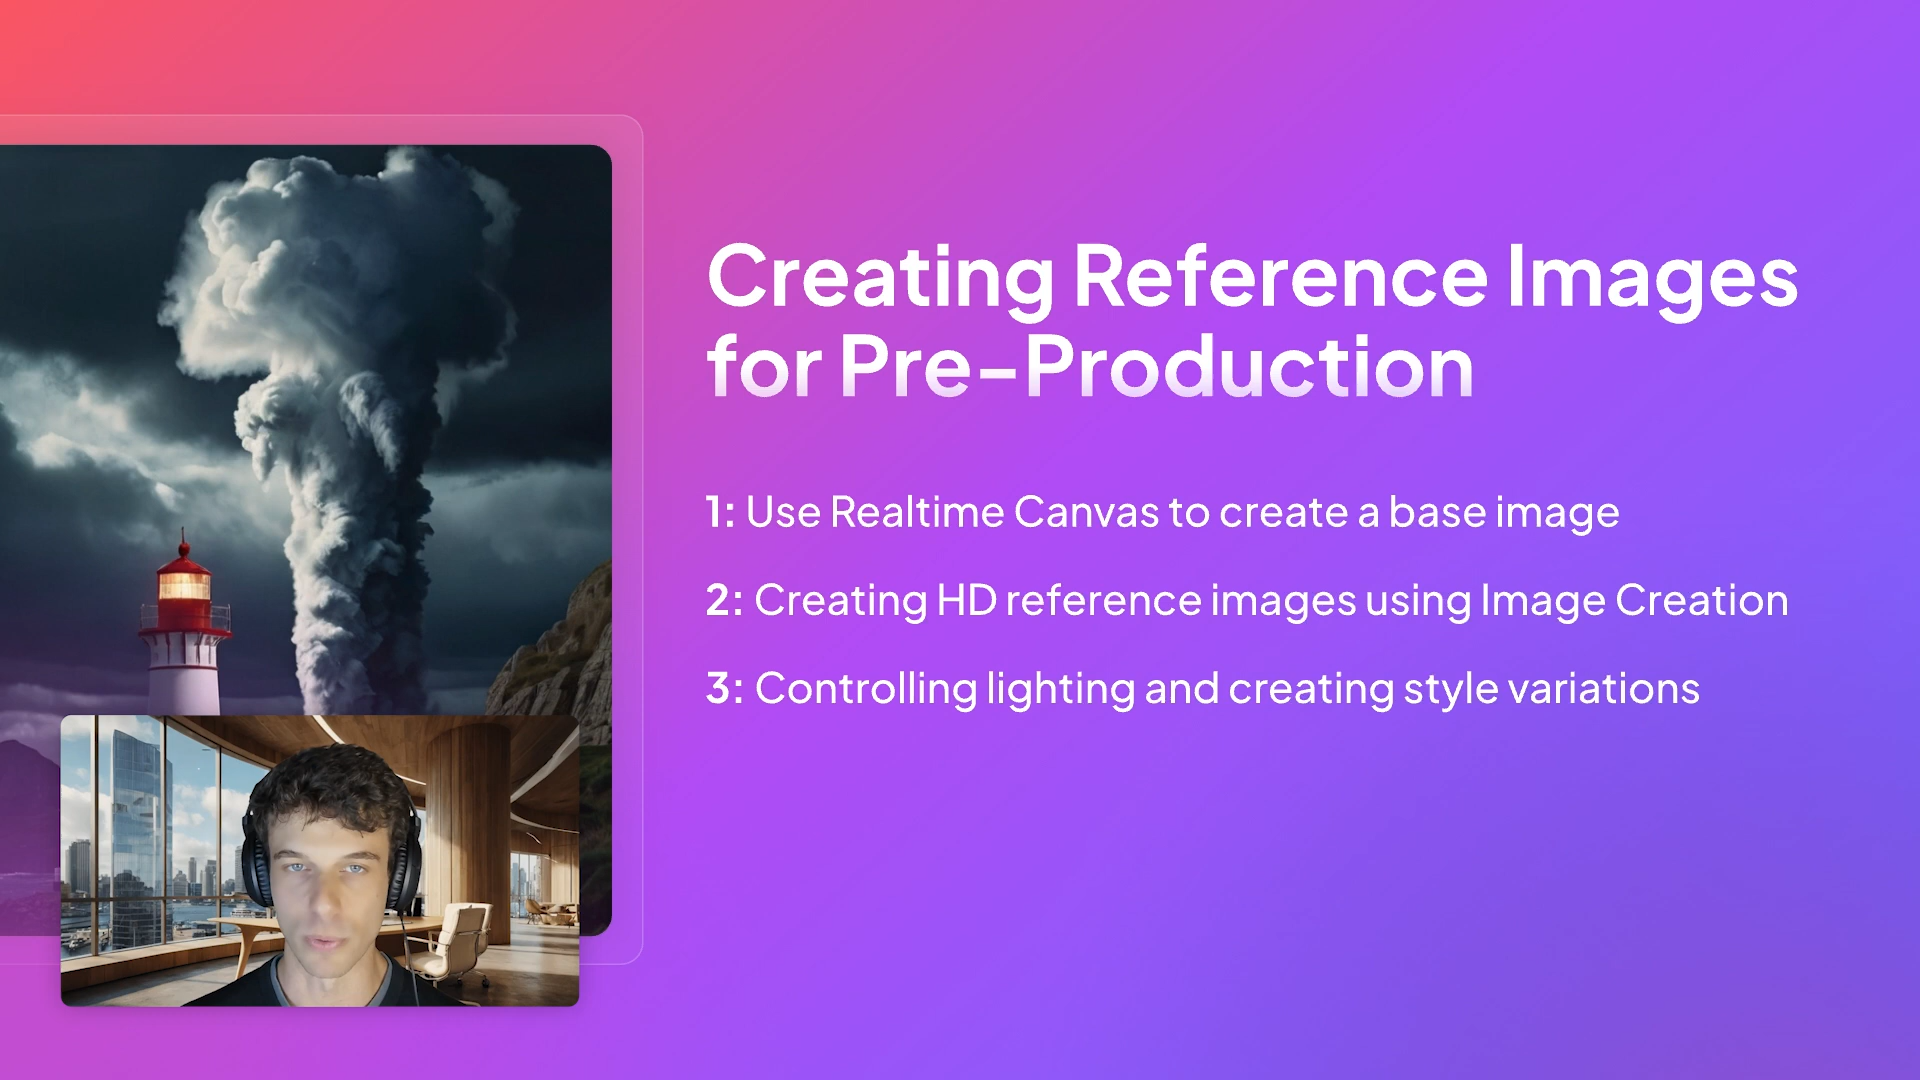 Creating Reference Images
for Pre-Production
1: Use Realtime Canvas to create a base image
2: Creating HD reference images using Image Creation
3: Controlling lighting and creating style variations